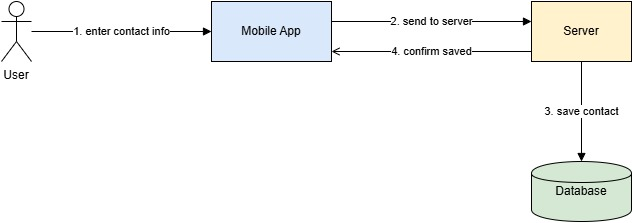 1. enter contact info
Mobile App
2. send to server
Server
4. confirm saved
User
3. save contact
Database